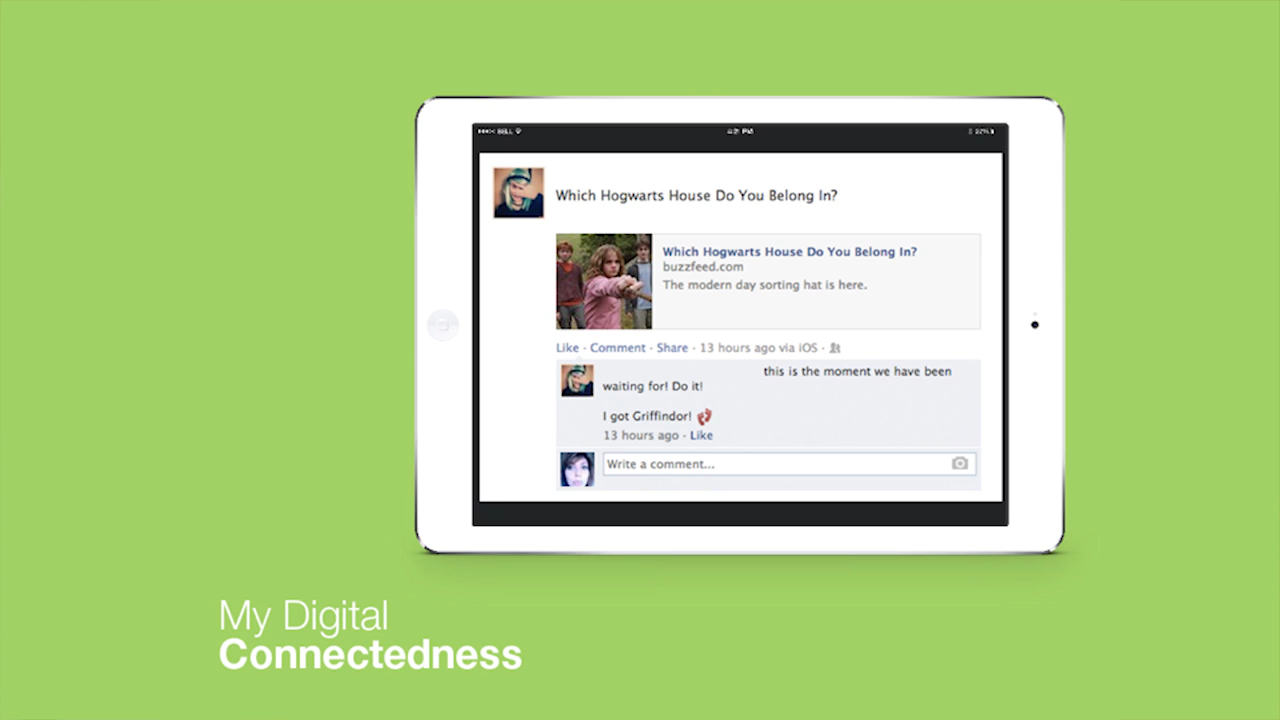 BELL
PM
Which Hogwarts House Do You Belong In?
Which Hogwarts House Do You Belong In?
buzzfeed.com
The modern day sorting hat is here.
Like · Comment · Share · 13 hours ago via iOS ·
this is the moment we have been
waiting for! Do it!
I got Griffindor!
13 hours ago · Like
Write a comment...
My Digital
Connectedness